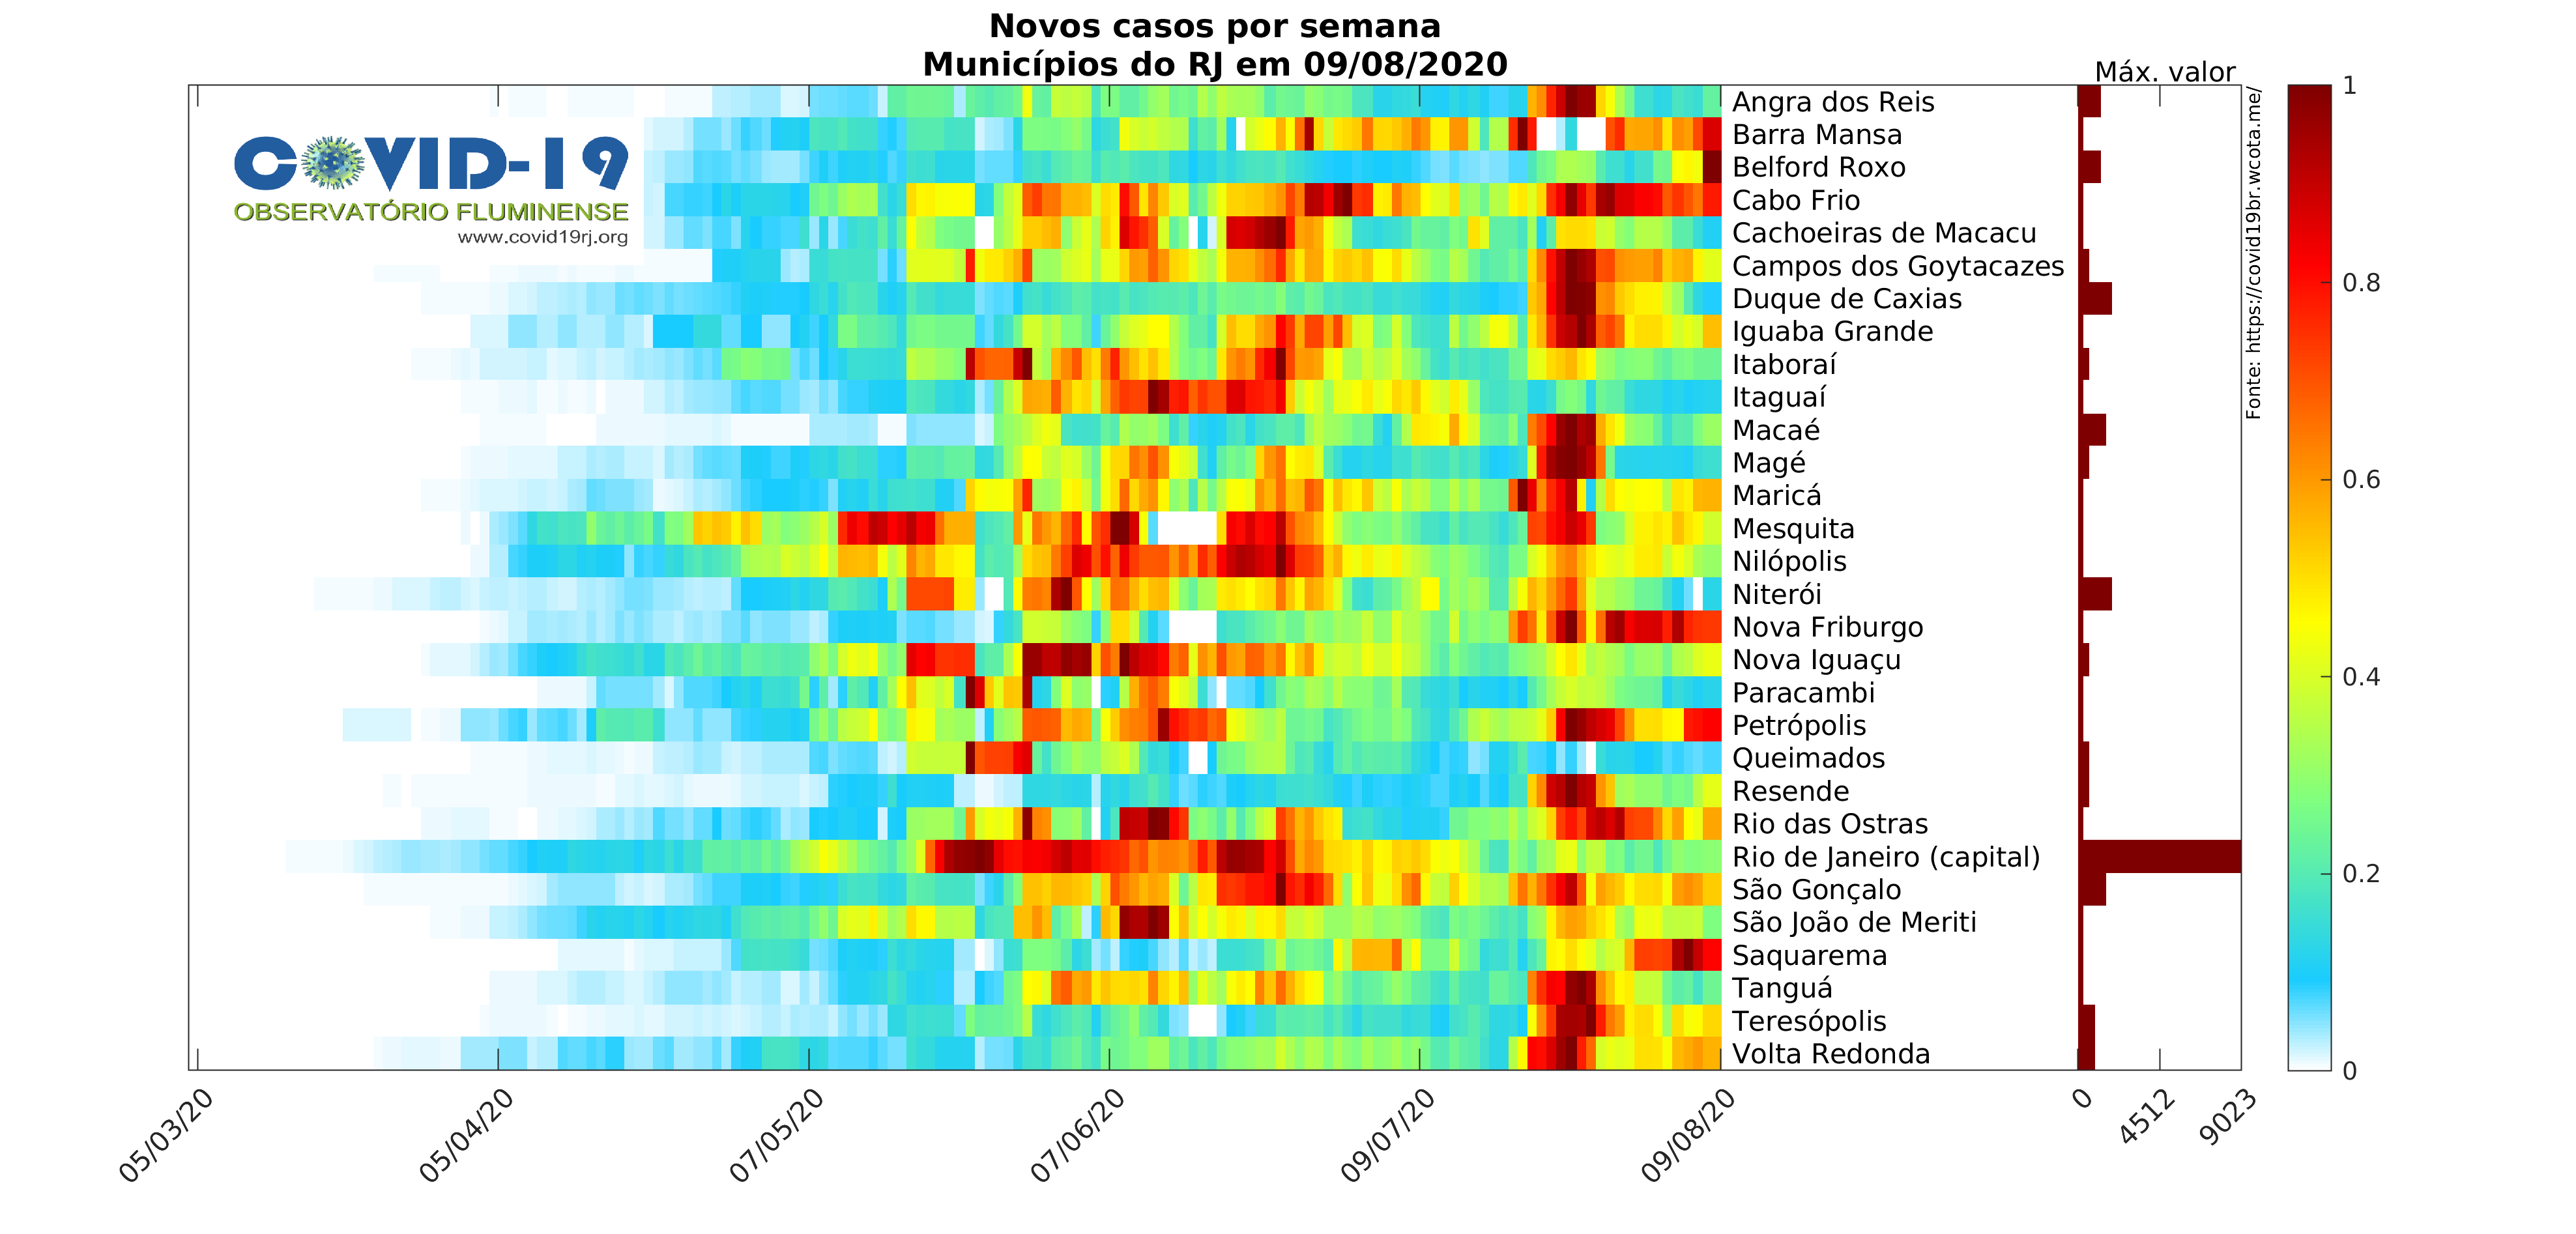 Novos casos por semana
Municípios do RJ em 09/08/2020
Máx. valor
COVID-19
OBSERVATÓRIO FLUMINENSE
www.covid19rj.org
Angra dos Reis
Barra Mansa
Belford Roxo
Cabo Frio
Cachoeiras de Macacu
Campos dos Goytacazes
Duque de Caxias
Iguaba Grande
Itaboraí
Itaguaí
Macaé
Magé
Maricá
Mesquita
Nilópolis
Niterói
Nova Friburgo
Nova Iguaçu
Paracambi
Petrópolis
Queimados
Resende
Rio das Ostras
Rio de Janeiro (capital)
São Gonçalo
São João de Meriti
Saquarema
Tanguá
Teresópolis
Volta Redonda
Fonte: https://covid19br.wcota.me/
1
0.8
0.6
0.4
0.2
0
05/03/20
05/04/20
07/05/20
07/06/20
09/07/20
09/08/20
0
4512
9023